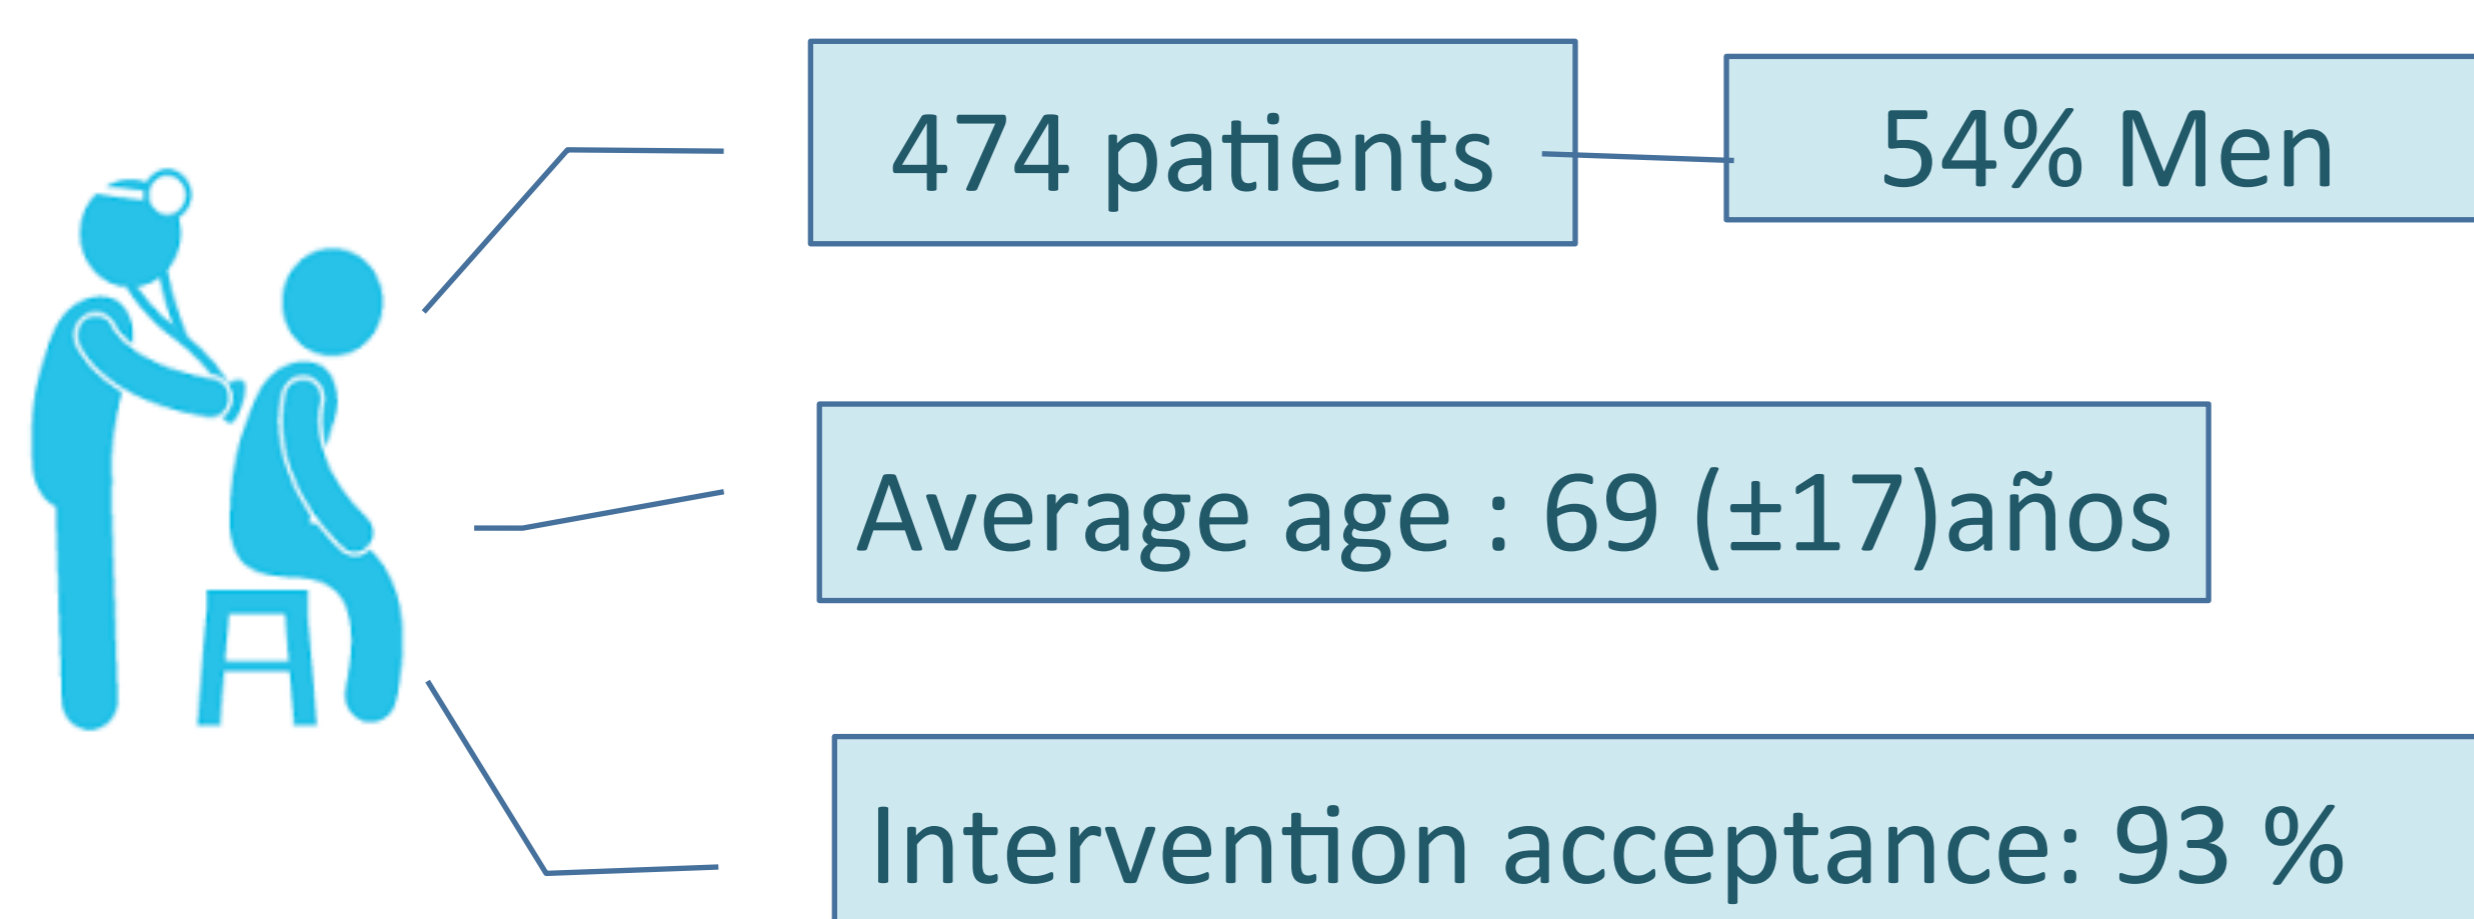 474 patients
54% Men
Average age : 69 (±17)años
Intervention acceptance: 93 %